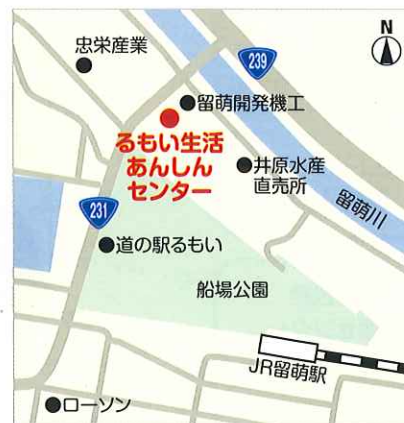 忠栄産業
N
239
留萌開発機工
るもい生活
あんしん
センター
井原水産
直売所
留萌川
231
道の駅るもい
船場公園
JR留萌駅
ローソン